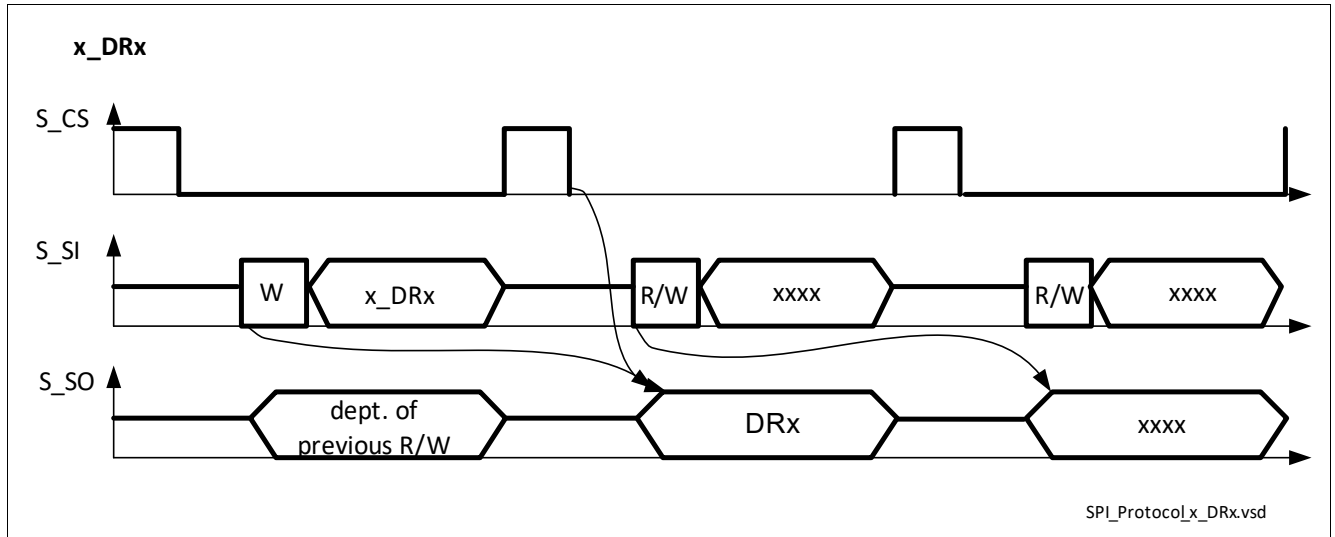 x_DRx
S_CS
S_SI
W
x_DRx
R/W
xxxx
R/W
xxxx
S_SO
dept. of
previous R/W
DRx
xxxx
SPI_Protocol_x_DRx.vsd